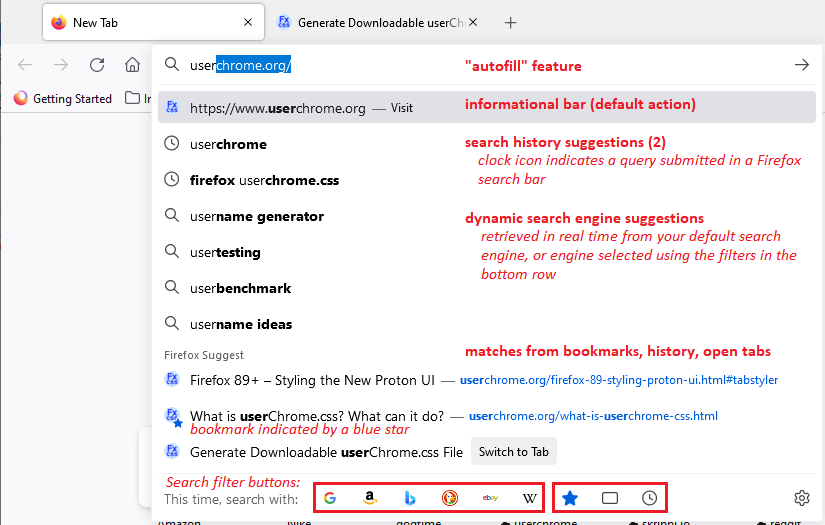 New Tab
Generate Downloadable userCh
userchrome.org/
"autofill" feature
Getting Started
https://www.userchrome.org — Visit
informational bar (default action)
userchrome
search history suggestions (2)
clock icon indicates a query submitted in a Firefox
search bar
firefox userchrome.css
username generator
dynamic search engine suggestions
retrieved in real time from your default search
engine, or engine selected using the filters in the
bottom row
usertesting
userbenchmark
username ideas
Firefox Suggest
matches from bookmarks, history, open tabs
Firefox 89+ – Styling the New Proton UI — userchrome.org/firefox-89-styling-proton-ui.html#tabstyler
What is userChrome.css? What can it do? — userchrome.org/what-is-userchrome-css.html
bookmark indicated by a blue star
Generate Downloadable userChrome.css File Switch to Tab
Search filter buttons:
This time, search with: G a b ebay W